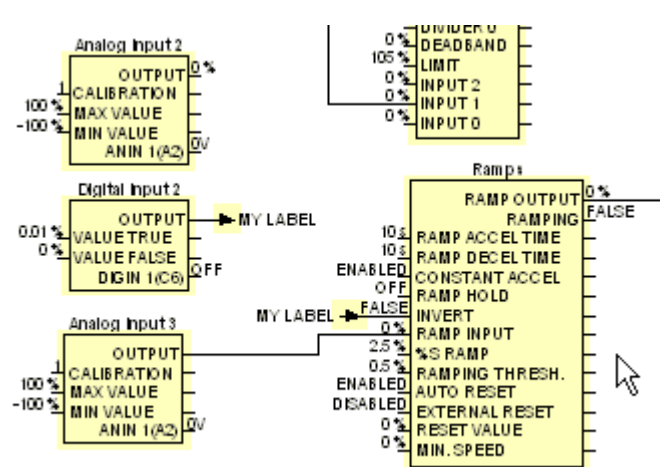 Analog Input 2
OUTPUT 0 %
1 CALIBRATION
100 % MAX VALUE
-100 % MIN VALUE
ANIN 1 (A2) 0V
Digital Input 2
OUTPUT MY LABEL
0.01 % VALUE TRUE
0 % VALUE FALSE
DIGIN 1 (C6) OFF
Analog Input 3
OUTPUT
1 CALIBRATION
100 % MAX VALUE
-100 % MIN VALUE
ANIN 1 (A2) 0V
DIVIDER 0
0 % DEADBAND
105 % LIMIT
0 % INPUT 2
0 % INPUT 1
0 % INPUT 0
Ramps
RAMP OUTPUT 0 %
RAMPING FALSE
10 s RAMP ACCEL TIME
10 s RAMP DECEL TIME
ENABLED CONSTANT ACCEL
OFF RAMP HOLD
MY LABEL FALSE INVERT
0 % RAMP INPUT
2.5 % %S RAMP
0.5 % RAMPING THRESH.
ENABLED AUTO RESET
DISABLED EXTERNAL RESET
0 % RESET VALUE
0 % MIN. SPEED